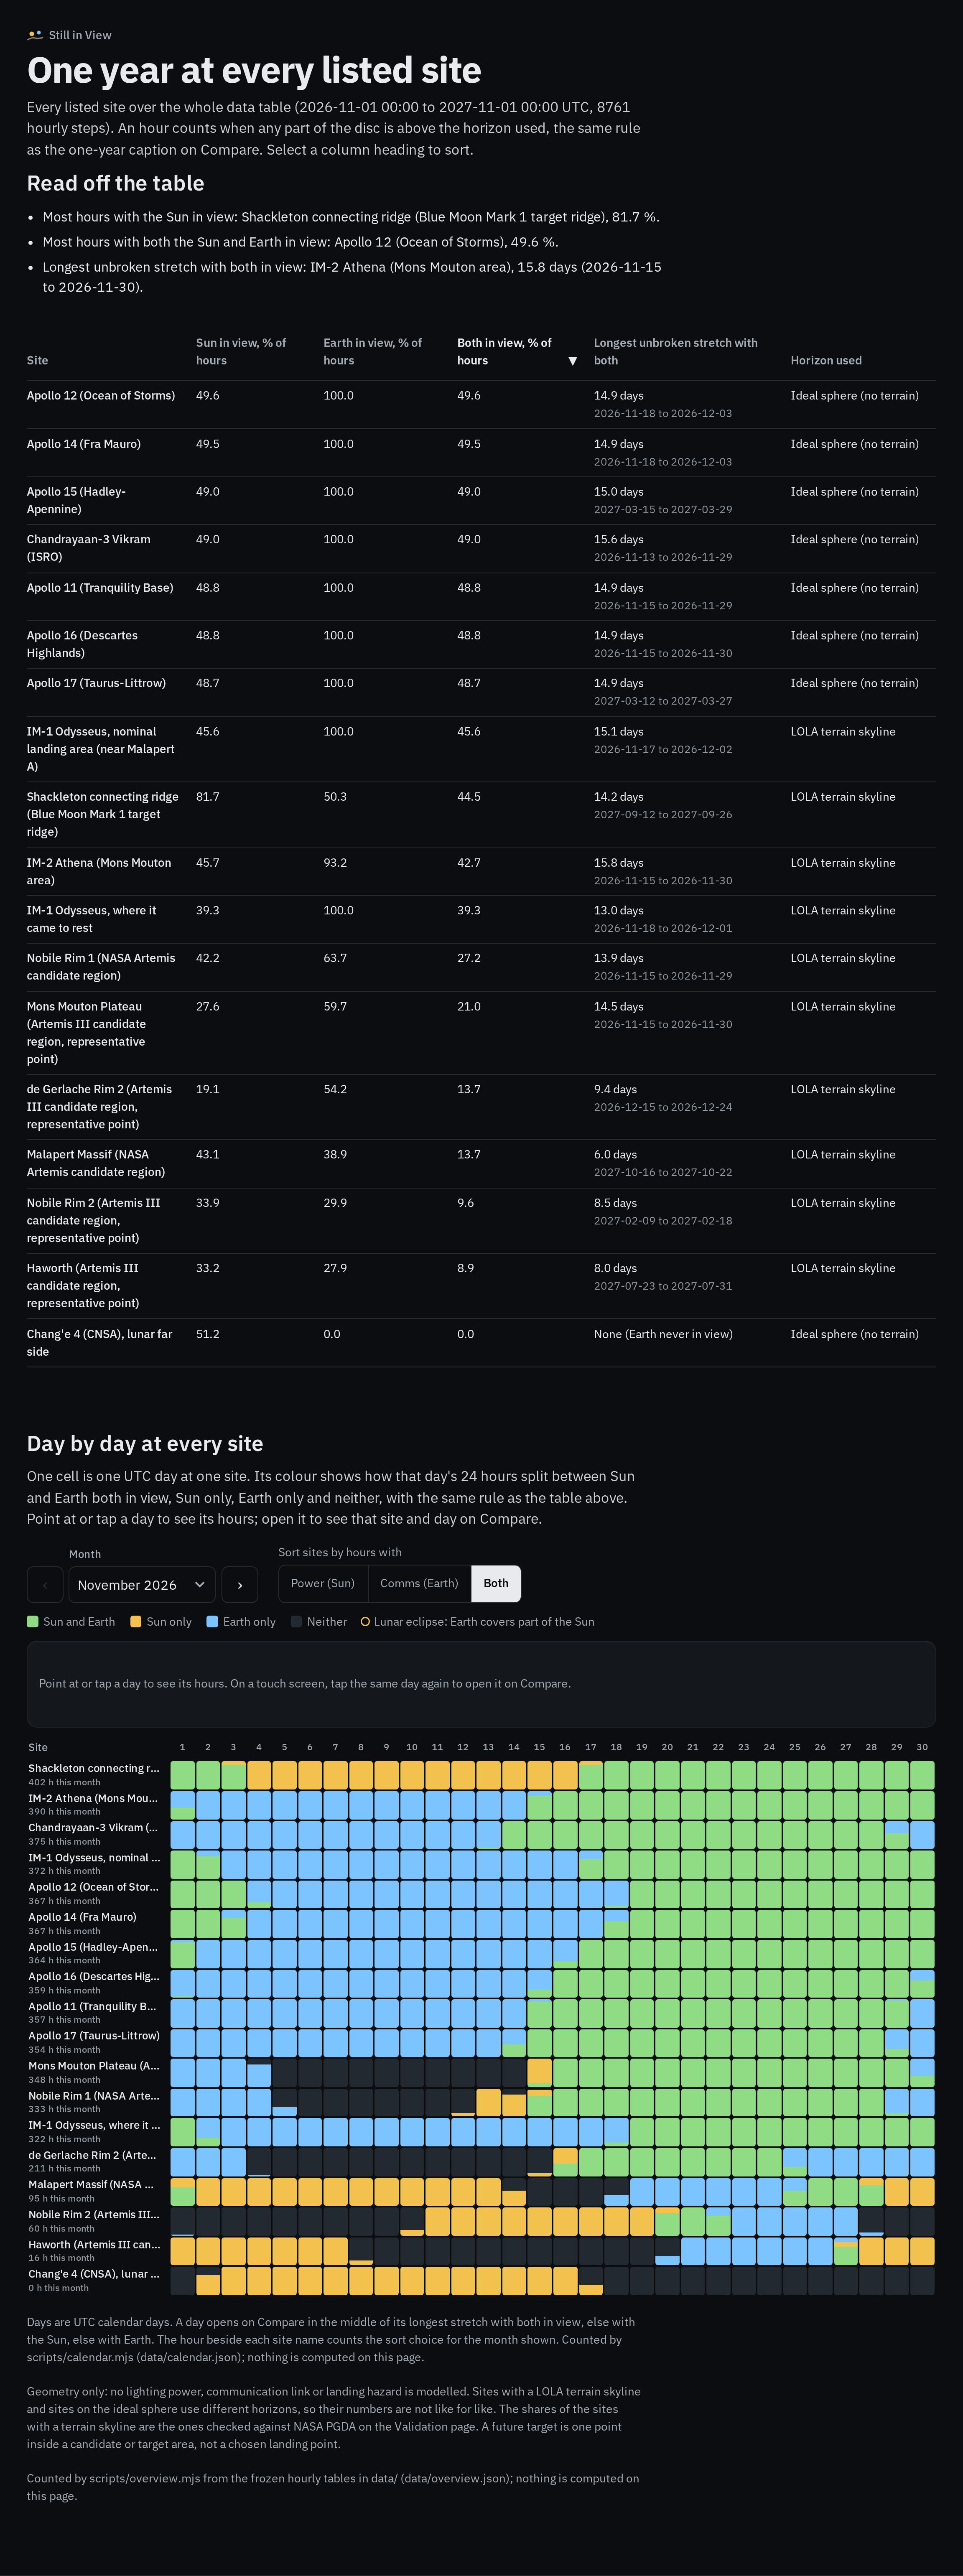 Still in View
One year at every listed site
Every listed site over the whole data table (2026-11-01 00:00 to 2027-11-01 00:00 UTC, 8761
hourly steps). An hour counts when any part of the disc is above the horizon used, the same rule
as the one-year caption on Compare. Select a column heading to sort.
Read off the table
• Most hours with the Sun in view: Shackleton connecting ridge (Blue Moon Mark 1 target ridge), 81.7 %.
• Most hours with both the Sun and Earth in view: Apollo 12 (Ocean of Storms), 49.6 %.
• Longest unbroken stretch with both in view: IM-2 Athena (Mons Mouton area), 15.8 days (2026-11-15
to 2026-11-30).
Site
Sun in view, % of
hours
Earth in view, % of
hours
Both in view, % of
hours ▼
Longest unbroken stretch with
both
Horizon used
Apollo 12 (Ocean of Storms) 49.6 100.0 49.6 14.9 days Ideal sphere (no terrain)
2026-11-18 to 2026-12-03
Apollo 14 (Fra Mauro) 49.5 100.0 49.5 14.9 days Ideal sphere (no terrain)
2026-11-18 to 2026-12-03
Apollo 15 (Hadley- 49.0 100.0 49.0 15.0 days Ideal sphere (no terrain)
Apennine) 2027-03-15 to 2027-03-29
Chandrayaan-3 Vikram 49.0 100.0 49.0 15.6 days Ideal sphere (no terrain)
(ISRO) 2026-11-13 to 2026-11-29
Apollo 11 (Tranquility Base) 48.8 100.0 48.8 14.9 days Ideal sphere (no terrain)
2026-11-15 to 2026-11-29
Apollo 16 (Descartes 48.8 100.0 48.8 14.9 days Ideal sphere (no terrain)
Highlands) 2026-11-15 to 2026-11-30
Apollo 17 (Taurus-Littrow) 48.7 100.0 48.7 14.9 days Ideal sphere (no terrain)
2027-03-12 to 2027-03-27
IM-1 Odysseus, nominal 45.6 100.0 45.6 15.1 days LOLA terrain skyline
landing area (near Malapert 2026-11-17 to 2026-12-02
A)
Shackleton connecting ridge 81.7 50.3 44.5 14.2 days LOLA terrain skyline
(Blue Moon Mark 1 target 2027-09-12 to 2027-09-26
ridge)
IM-2 Athena (Mons Mouton 45.7 93.2 42.7 15.8 days LOLA terrain skyline
area) 2026-11-15 to 2026-11-30
IM-1 Odysseus, where it 39.3 100.0 39.3 13.0 days LOLA terrain skyline
came to rest 2026-11-18 to 2026-12-01
Nobile Rim 1 (NASA Artemis 42.2 63.7 27.2 13.9 days LOLA terrain skyline
candidate region) 2026-11-15 to 2026-11-29
Mons Mouton Plateau 27.6 59.7 21.0 14.5 days LOLA terrain skyline
(Artemis III candidate 2026-11-15 to 2026-11-30
region, representative
point)
de Gerlache Rim 2 (Artemis 19.1 54.2 13.7 9.4 days LOLA terrain skyline
III candidate region, 2026-12-15 to 2026-12-24
representative point)
Malapert Massif (NASA 43.1 38.9 13.7 6.0 days LOLA terrain skyline
Artemis candidate region) 2027-10-16 to 2027-10-22
Nobile Rim 2 (Artemis III 33.9 29.9 9.6 8.5 days LOLA terrain skyline
candidate region, 2027-02-09 to 2027-02-18
representative point)
Haworth (Artemis III 33.2 27.9 8.9 8.0 days LOLA terrain skyline
candidate region, 2027-07-23 to 2027-07-31
representative point)
Chang'e 4 (CNSA), lunar far 51.2 0.0 0.0 None (Earth never in view) Ideal sphere (no terrain)
side
Day by day at every site
One cell is one UTC day at one site. Its colour shows how that day's 24 hours split between Sun
and Earth both in view, Sun only, Earth only and neither, with the same rule as the table above.
Point at or tap a day to see its hours; open it to see that site and day on Compare.
Month
‹ November 2026 ›
Sort sites by hours with
Power (Sun) Comms (Earth) Both
Sun and Earth Sun only Earth only Neither Lunar eclipse: Earth covers part of the Sun
Point at or tap a day to see its hours. On a touch screen, tap the same day again to open it on Compare.
Site 1 2 3 4 5 6 7 8 9 10 11 12 13 14 15 16 17 18 19 20 21 22 23 24 25 26 27 28 29 30
Shackleton connecting r...
402 h this month
IM-2 Athena (Mons Mou...
390 h this month
Chandrayaan-3 Vikram (...
375 h this month
IM-1 Odysseus, nominal ...
372 h this month
Apollo 12 (Ocean of Stor...
367 h this month
Apollo 14 (Fra Mauro)
367 h this month
Apollo 15 (Hadley-Apen...
364 h this month
Apollo 16 (Descartes Hig...
359 h this month
Apollo 11 (Tranquility B...
357 h this month
Apollo 17 (Taurus-Littrow)
354 h this month
Mons Mouton Plateau (A...
348 h this month
Nobile Rim 1 (NASA Arte...
333 h this month
IM-1 Odysseus, where it ...
322 h this month
de Gerlache Rim 2 (Arte...
211 h this month
Malapert Massif (NASA ...
95 h this month
Nobile Rim 2 (Artemis III...
60 h this month
Haworth (Artemis III can...
16 h this month
Chang'e 4 (CNSA), lunar ...
0 h this month
Days are UTC calendar days. A day opens on Compare in the middle of its longest stretch with both in view, else with
the Sun, else with Earth. The hour beside each site name counts the sort choice for the month shown. Counted by
scripts/calendar.mjs (data/calendar.json); nothing is computed on this page.
Geometry only: no lighting power, communication link or landing hazard is modelled. Sites with a LOLA terrain skyline
and sites on the ideal sphere use different horizons, so their numbers are not like for like. The shares of the sites
with a terrain skyline are the ones checked against NASA PGDA on the Validation page. A future target is one point
inside a candidate or target area, not a chosen landing point.
Counted by scripts/overview.mjs from the frozen hourly tables in data/ (data/overview.json); nothing is computed on
this page.